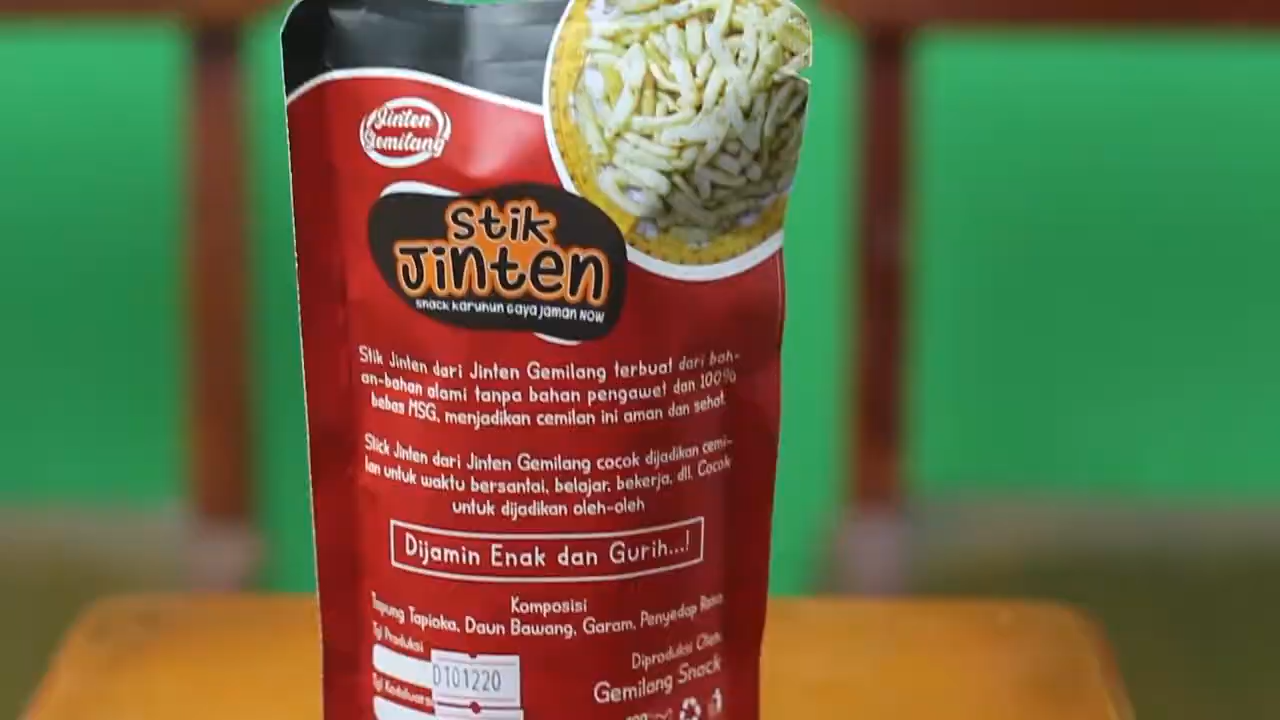 Jinten
Gemilang
Stik
Jinten
snack Karuhun Gaya Jaman NOW
Stik Jinten dari Jinten Gemilang terbuat dari bah-
an-bahan alami tanpa bahan pengawet dan 100%
bebas MSG, menjadikan cemilan ini aman dan sehat.
Stick Jinten dari Jinten Gemilang cocok dijadikan cemi-
lan untuk waktu bersantai, belajar, bekerja, dll. Cocok
untuk dijadikan oleh-oleh
Dijamin Enak dan Gurih...!
Komposisi
Tepung Tapioka, Daun Bawang, Garam, Penyedap Rasa
Tgl Produksi
D101220
Tgl
Diproduksi Oleh
Gemilang Snack